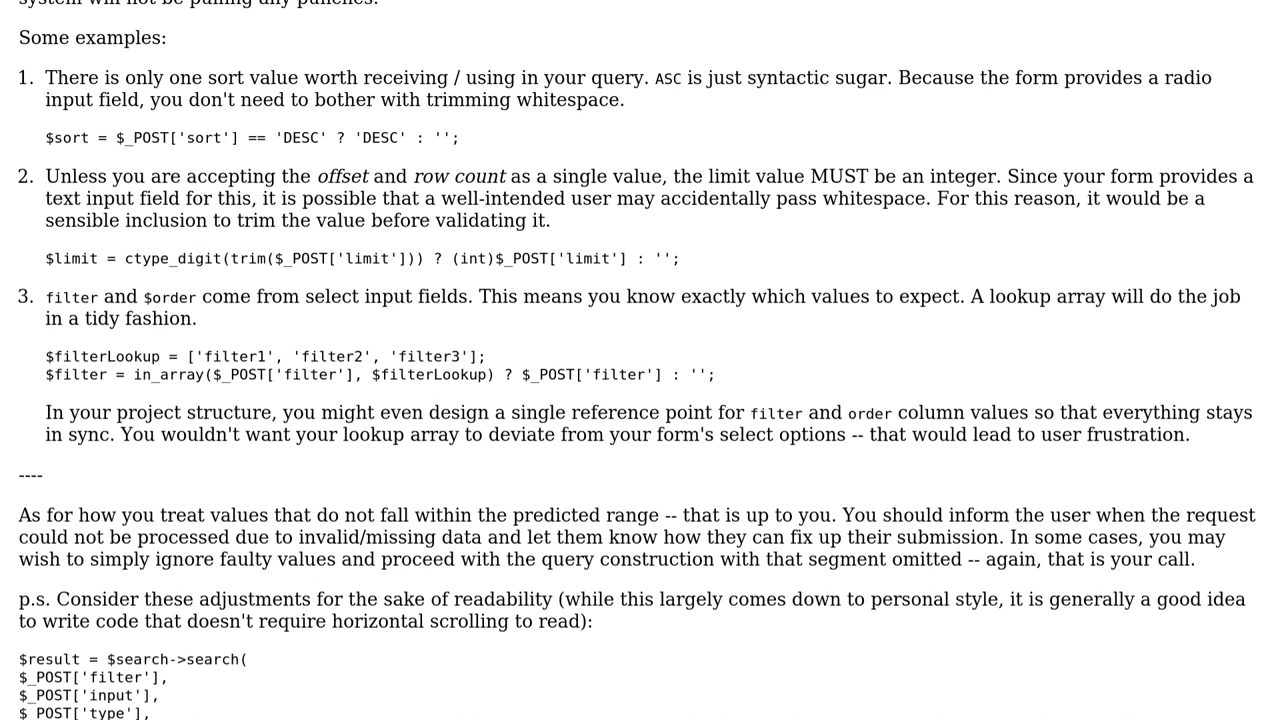 system will not be pulling any punches.
Some examples:
1. There is only one sort value worth receiving / using in your query. ASC is just syntactic sugar. Because the form provides a radio
input field, you don't need to bother with trimming whitespace.
$sort = $_POST['sort'] == 'DESC' ? 'DESC' : '';
2. Unless you are accepting the offset and row count as a single value, the limit value MUST be an integer. Since your form provides a
text input field for this, it is possible that a well-intended user may accidentally pass whitespace. For this reason, it would be a
sensible inclusion to trim the value before validating it.
$limit = ctype_digit(trim($_POST['limit'])) ? (int)$_POST['limit'] : '';
3. filter and $order come from select input fields. This means you know exactly which values to expect. A lookup array will do the job
in a tidy fashion.
$filterLookup = ['filter1', 'filter2', 'filter3'];
$filter = in_array($_POST['filter'], $filterLookup) ? $_POST['filter'] : '';
In your project structure, you might even design a single reference point for filter and order column values so that everything stays
in sync. You wouldn't want your lookup array to deviate from your form's select options -- that would lead to user frustration.
----
As for how you treat values that do not fall within the predicted range -- that is up to you. You should inform the user when the request
could not be processed due to invalid/missing data and let them know how they can fix up their submission. In some cases, you may
wish to simply ignore faulty values and proceed with the query construction with that segment omitted -- again, that is your call.
p.s. Consider these adjustments for the sake of readability (while this largely comes down to personal style, it is generally a good idea
to write code that doesn't require horizontal scrolling to read):
$result = $search->search(
$_POST['filter'],
$_POST['input'],
$_POST['type'],